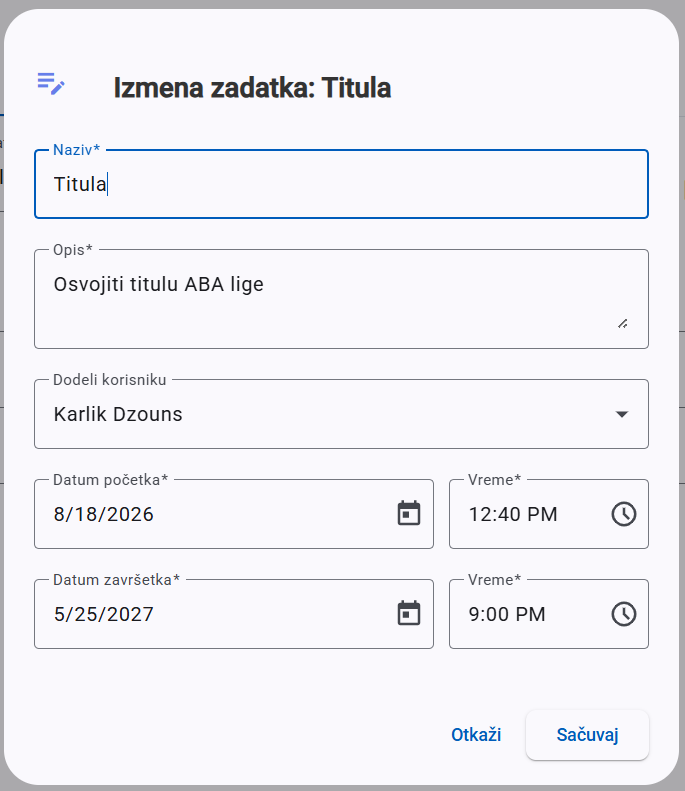 Izmena zadatka: Titula
Naziv*
Titula
Opis*
Osvojiti titulu ABA lige
Dodeli korisniku
Karlik Dzouns
Datum početka*
8/18/2026
Vreme*
12:40 PM
Datum završetka*
5/25/2027
Vreme*
9:00 PM
Otkaži
Sačuvaj